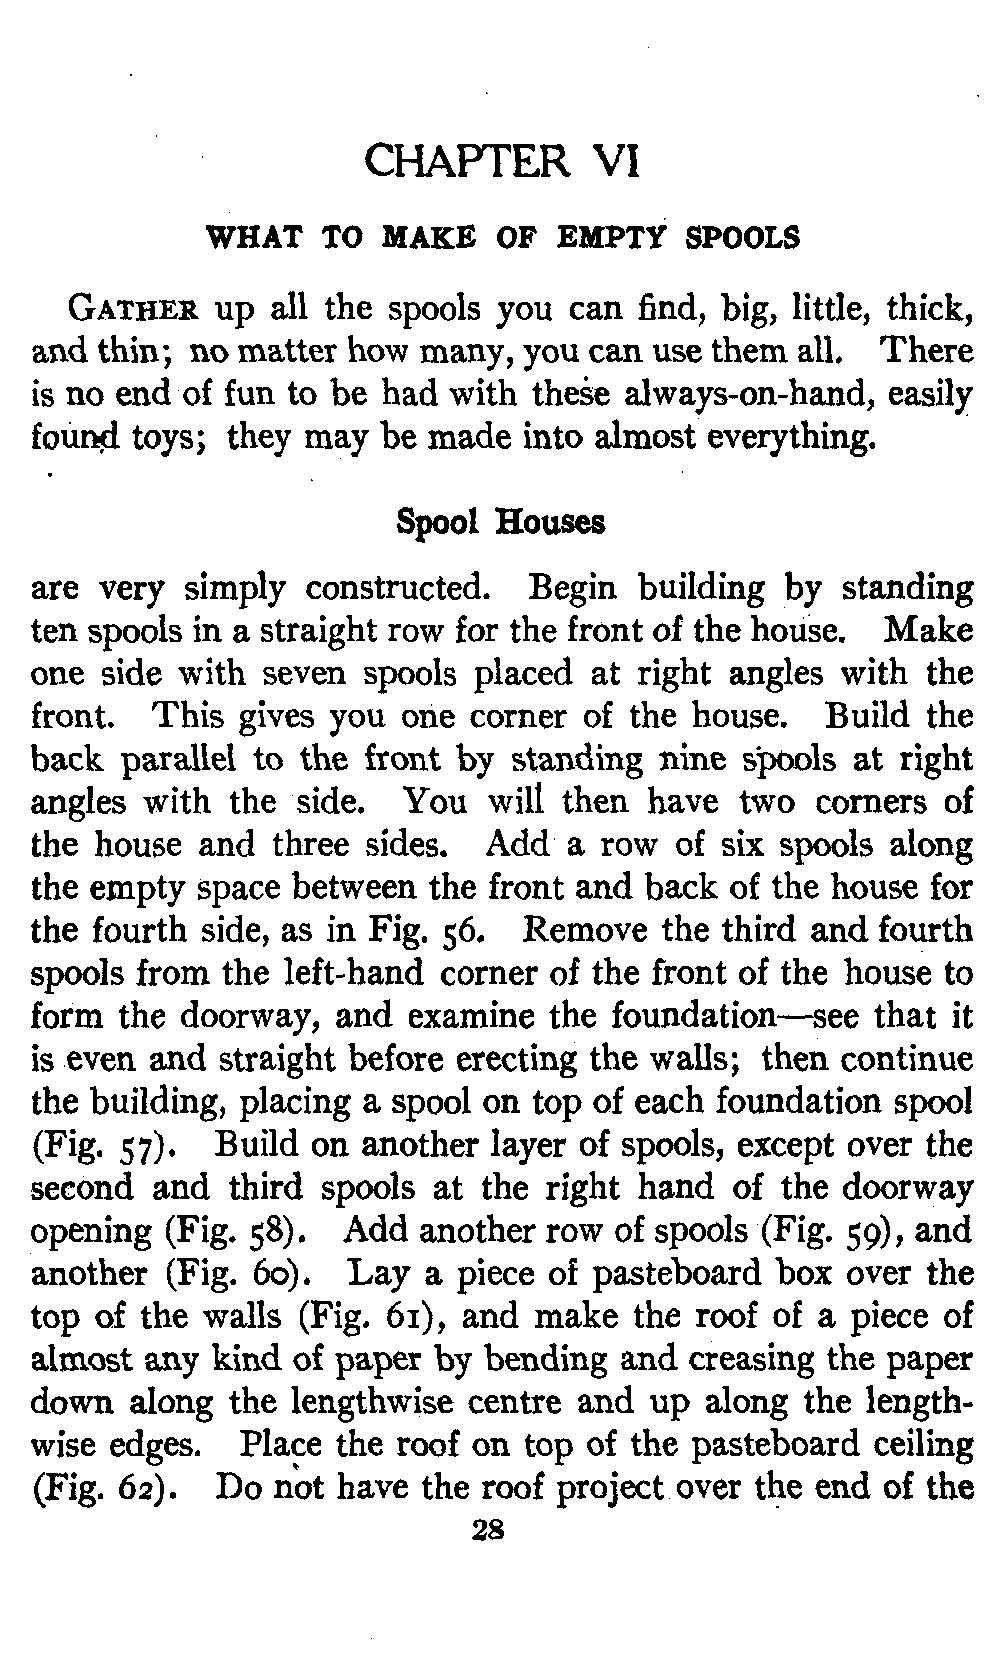 CHAPTER VI
WHAT TO MAKE OF EMPTY SPOOLS
GATHER up all the spools you can find, big, little, thick,
and thin; no matter how many, you can use them all. There
is no end of fun to be had with these always-on-hand, easily
found toys; they may be made into almost everything.
Spool Houses
are very simply constructed. Begin building by standing
ten spools in a straight row for the front of the house. Make
one side with seven spools placed at right angles with the
front. This gives you one corner of the house. Build the
back parallel to the front by standing nine spools at right
angles with the side. You will then have two corners of
the house and three sides. Add a row of six spools along
the empty space between the front and back of the house for
the fourth side, as in Fig. 56. Remove the third and fourth
spools from the left-hand corner of the front of the house to
form the doorway, and examine the foundation—see that it
is even and straight before erecting the walls; then continue
the building, placing a spool on top of each foundation spool
(Fig. 57). Build on another layer of spools, except over the
second and third spools at the right hand of the doorway
opening (Fig. 58). Add another row of spools (Fig. 59), and
another (Fig. 60). Lay a piece of pasteboard box over the
top of the walls (Fig. 61), and make the roof of a piece of
almost any kind of paper by bending and creasing the paper
down along the lengthwise centre and up along the length-
wise edges. Place the roof on top of the pasteboard ceiling
(Fig. 62). Do not have the roof project over the end of the
28